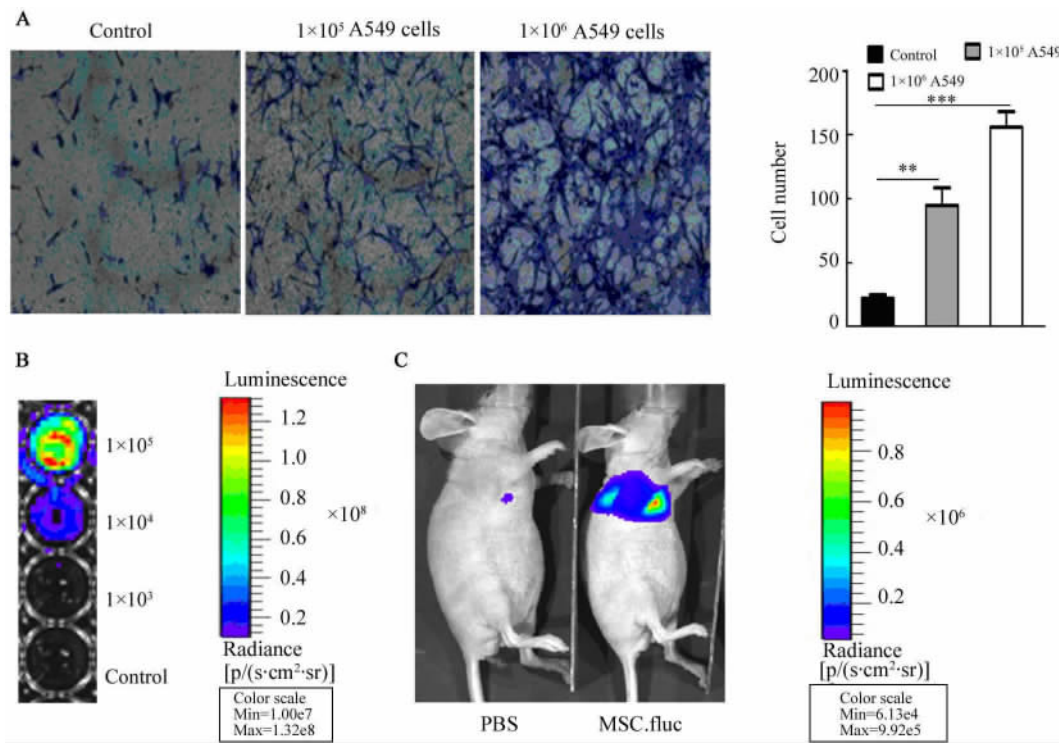 A
Control
1×10⁵ A549 cells
1×10⁶ A549 cells
Control
1×10⁵ A549
1×10⁶ A549
200
150
100
50
0
Cell number
***
**
B
1×10⁵
1×10⁴
1×10³
Control
Luminescence
1.2
1.0
0.8
0.6
0.4
0.2
×10⁸
Radiance
[p/(s·cm²·sr)]
Color scale
Min=1.00e7
Max=1.32e8
C
PBS
MSC.fluc
Luminescence
0.8
0.6
0.4
0.2
×10⁶
Radiance
[p/(s·cm²·sr)]
Color scale
Min=6.13e4
Max=9.92e5